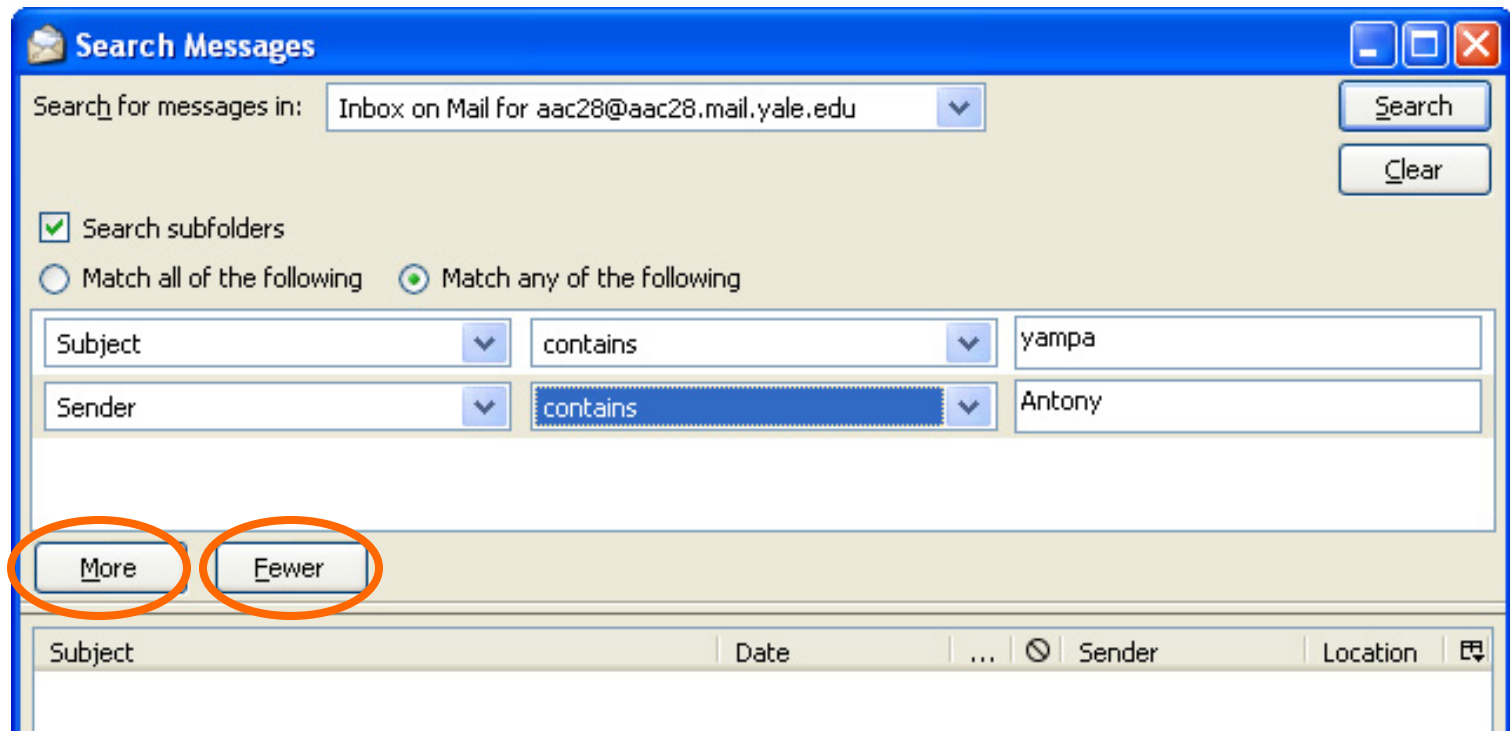 Search Messages
Search for messages in: Inbox on Mail for aac28@aac28.mail.yale.edu Search
Clear
Search subfolders
Match all of the following Match any of the following
Subject contains yampa
Sender contains Antony
More Fewer
Subject Date ... Sender Location